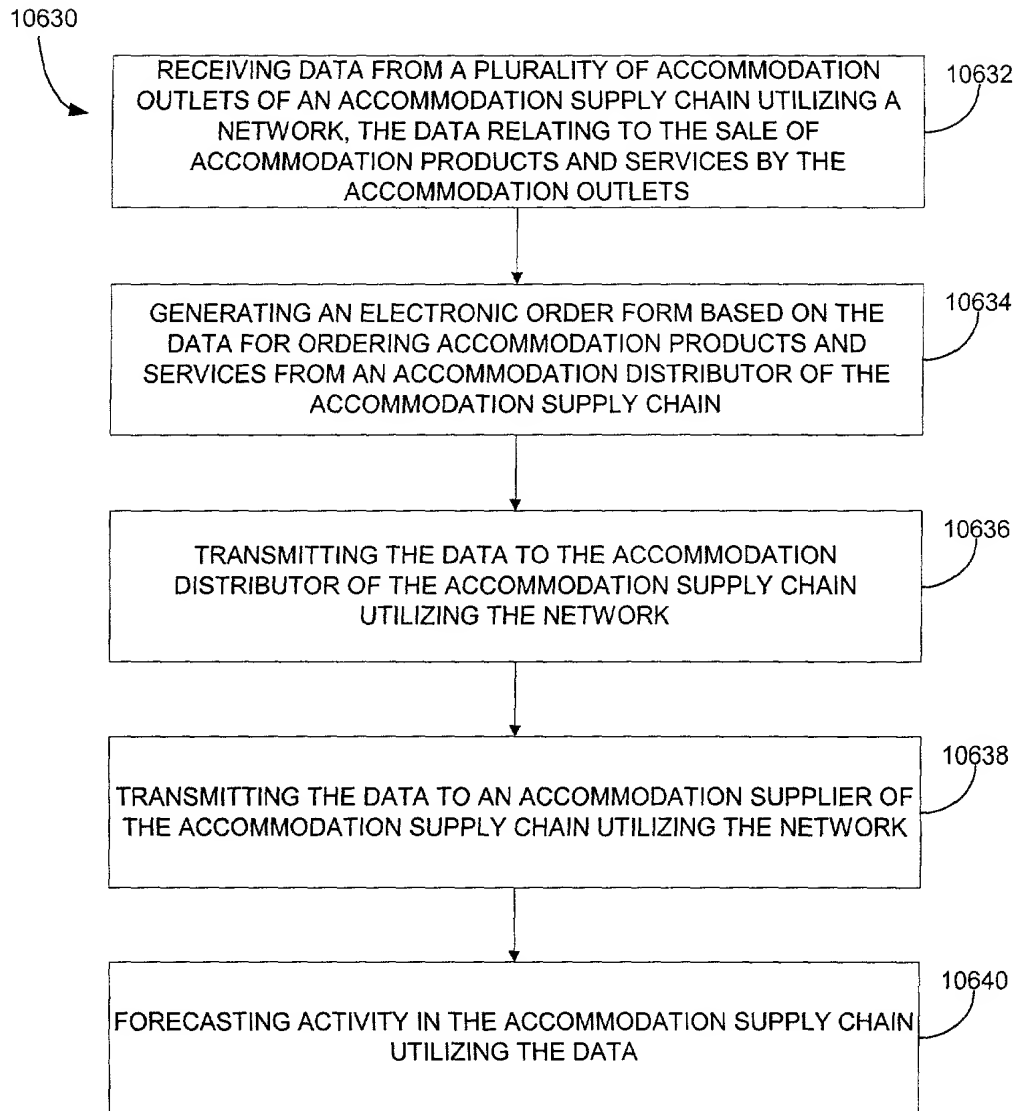 10630
RECEIVING DATA FROM A PLURALITY OF ACCOMMODATION
OUTLETS OF AN ACCOMMODATION SUPPLY CHAIN UTILIZING A
NETWORK, THE DATA RELATING TO THE SALE OF
ACCOMMODATION PRODUCTS AND SERVICES BY THE
ACCOMMODATION OUTLETS
10632
GENERATING AN ELECTRONIC ORDER FORM BASED ON THE
DATA FOR ORDERING ACCOMMODATION PRODUCTS AND
SERVICES FROM AN ACCOMMODATION DISTRIBUTOR OF THE
ACCOMMODATION SUPPLY CHAIN
10634
TRANSMITTING THE DATA TO THE ACCOMMODATION
DISTRIBUTOR OF THE ACCOMMODATION SUPPLY CHAIN
UTILIZING THE NETWORK
10636
TRANSMITTING THE DATA TO AN ACCOMMODATION SUPPLIER OF
THE ACCOMMODATION SUPPLY CHAIN UTILIZING THE NETWORK
10638
FORECASTING ACTIVITY IN THE ACCOMMODATION SUPPLY CHAIN
UTILIZING THE DATA
10640